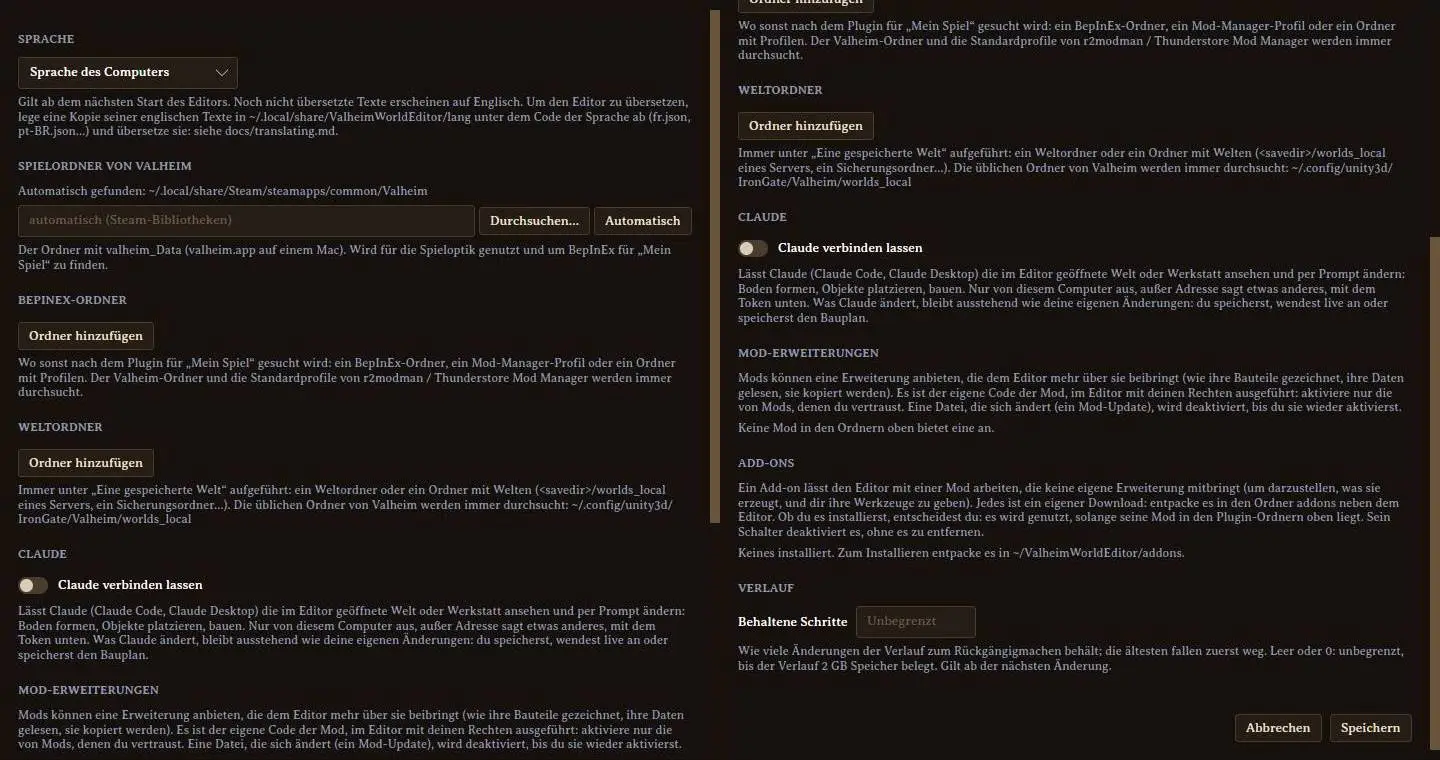 SPRACHE
Sprache des Computers
Gilt ab dem nächsten Start des Editors. Noch nicht übersetzte Texte erscheinen auf Englisch. Um den Editor zu übersetzen,
lege eine Kopie seiner englischen Texte in ~/.local/share/ValheimWorldEditor/lang unter dem Code der Sprache ab (fr.json,
pt-BR.json...) und übersetze sie: siehe docs/translating.md.
SPIELORDNER VON VALHEIM
Automatisch gefunden: ~/.local/share/Steam/steamapps/common/Valheim
automatisch (Steam-Bibliotheken)
Durchsuchen...
Automatisch
Der Ordner mit valheim_Data (valheim.app auf einem Mac). Wird für die Spieloptik genutzt und um BepInEx für „Mein
Spiel“ zu finden.
BEPINEX-ORDNER
Ordner hinzufügen
Wo sonst nach dem Plugin für „Mein Spiel“ gesucht wird: ein BepInEx-Ordner, ein Mod-Manager-Profil oder ein Ordner
mit Profilen. Der Valheim-Ordner und die Standardprofile von r2modman / Thunderstore Mod Manager werden immer
durchsucht.
WELTORDNER
Ordner hinzufügen
Immer unter „Eine gespeicherte Welt“ aufgeführt: ein Weltordner oder ein Ordner mit Welten (<savedir>/worlds_local
eines Servers, ein Sicherungsordner...). Die üblichen Ordner von Valheim werden immer durchsucht: ~/.config/unity3d/
IronGate/Valheim/worlds_local
CLAUDE
Claude verbinden lassen
Lässt Claude (Claude Code, Claude Desktop) die im Editor geöffnete Welt oder Werkstatt ansehen und per Prompt ändern:
Boden formen, Objekte platzieren, bauen. Nur von diesem Computer aus, außer Adresse sagt etwas anderes, mit dem
Token unten. Was Claude ändert, bleibt ausstehend wie deine eigenen Änderungen: du speicherst, wendest live an oder
speicherst den Bauplan.
MOD-ERWEITERUNGEN
Mods können eine Erweiterung anbieten, die dem Editor mehr über sie beibringt (wie ihre Bauteile gezeichnet, ihre Daten
gelesen, sie kopiert werden). Es ist der eigene Code der Mod, im Editor mit deinen Rechten ausgeführt: aktiviere nur die
von Mods, denen du vertraust. Eine Datei, die sich ändert (ein Mod-Update), wird deaktiviert, bis du sie wieder aktivierst.
Ordner hinzufügen
Wo sonst nach dem Plugin für „Mein Spiel“ gesucht wird: ein BepInEx-Ordner, ein Mod-Manager-Profil oder ein Ordner
mit Profilen. Der Valheim-Ordner und die Standardprofile von r2modman / Thunderstore Mod Manager werden immer
durchsucht.
WELTORDNER
Ordner hinzufügen
Immer unter „Eine gespeicherte Welt“ aufgeführt: ein Weltordner oder ein Ordner mit Welten (<savedir>/worlds_local
eines Servers, ein Sicherungsordner...). Die üblichen Ordner von Valheim werden immer durchsucht: ~/.config/unity3d/
IronGate/Valheim/worlds_local
CLAUDE
Claude verbinden lassen
Lässt Claude (Claude Code, Claude Desktop) die im Editor geöffnete Welt oder Werkstatt ansehen und per Prompt ändern:
Boden formen, Objekte platzieren, bauen. Nur von diesem Computer aus, außer Adresse sagt etwas anderes, mit dem
Token unten. Was Claude ändert, bleibt ausstehend wie deine eigenen Änderungen: du speicherst, wendest live an oder
speicherst den Bauplan.
MOD-ERWEITERUNGEN
Mods können eine Erweiterung anbieten, die dem Editor mehr über sie beibringt (wie ihre Bauteile gezeichnet, ihre Daten
gelesen, sie kopiert werden). Es ist der eigene Code der Mod, im Editor mit deinen Rechten ausgeführt: aktiviere nur die
von Mods, denen du vertraust. Eine Datei, die sich ändert (ein Mod-Update), wird deaktiviert, bis du sie wieder aktivierst.
Keine Mod in den Ordnern oben bietet eine an.
ADD-ONS
Ein Add-on lässt den Editor mit einer Mod arbeiten, die keine eigene Erweiterung mitbringt (um darzustellen, was sie
erzeugt, und dir ihre Werkzeuge zu geben). Jedes ist ein eigener Download: entpacke es in den Ordner addons neben dem
Editor. Ob du es installierst, entscheidest du: es wird genutzt, solange seine Mod in den Plugin-Ordnern oben liegt. Sein
Schalter deaktiviert es, ohne es zu entfernen.
Keines installiert. Zum Installieren entpacke es in ~/ValheimWorldEditor/addons.
VERLAUF
Behaltene Schritte
Unbegrenzt
Wie viele Änderungen der Verlauf zum Rückgängigmachen behält; die ältesten fallen zuerst weg. Leer oder 0: unbegrenzt,
bis der Verlauf 2 GB Speicher belegt. Gilt ab der nächsten Änderung.
Abbrechen
Speichern